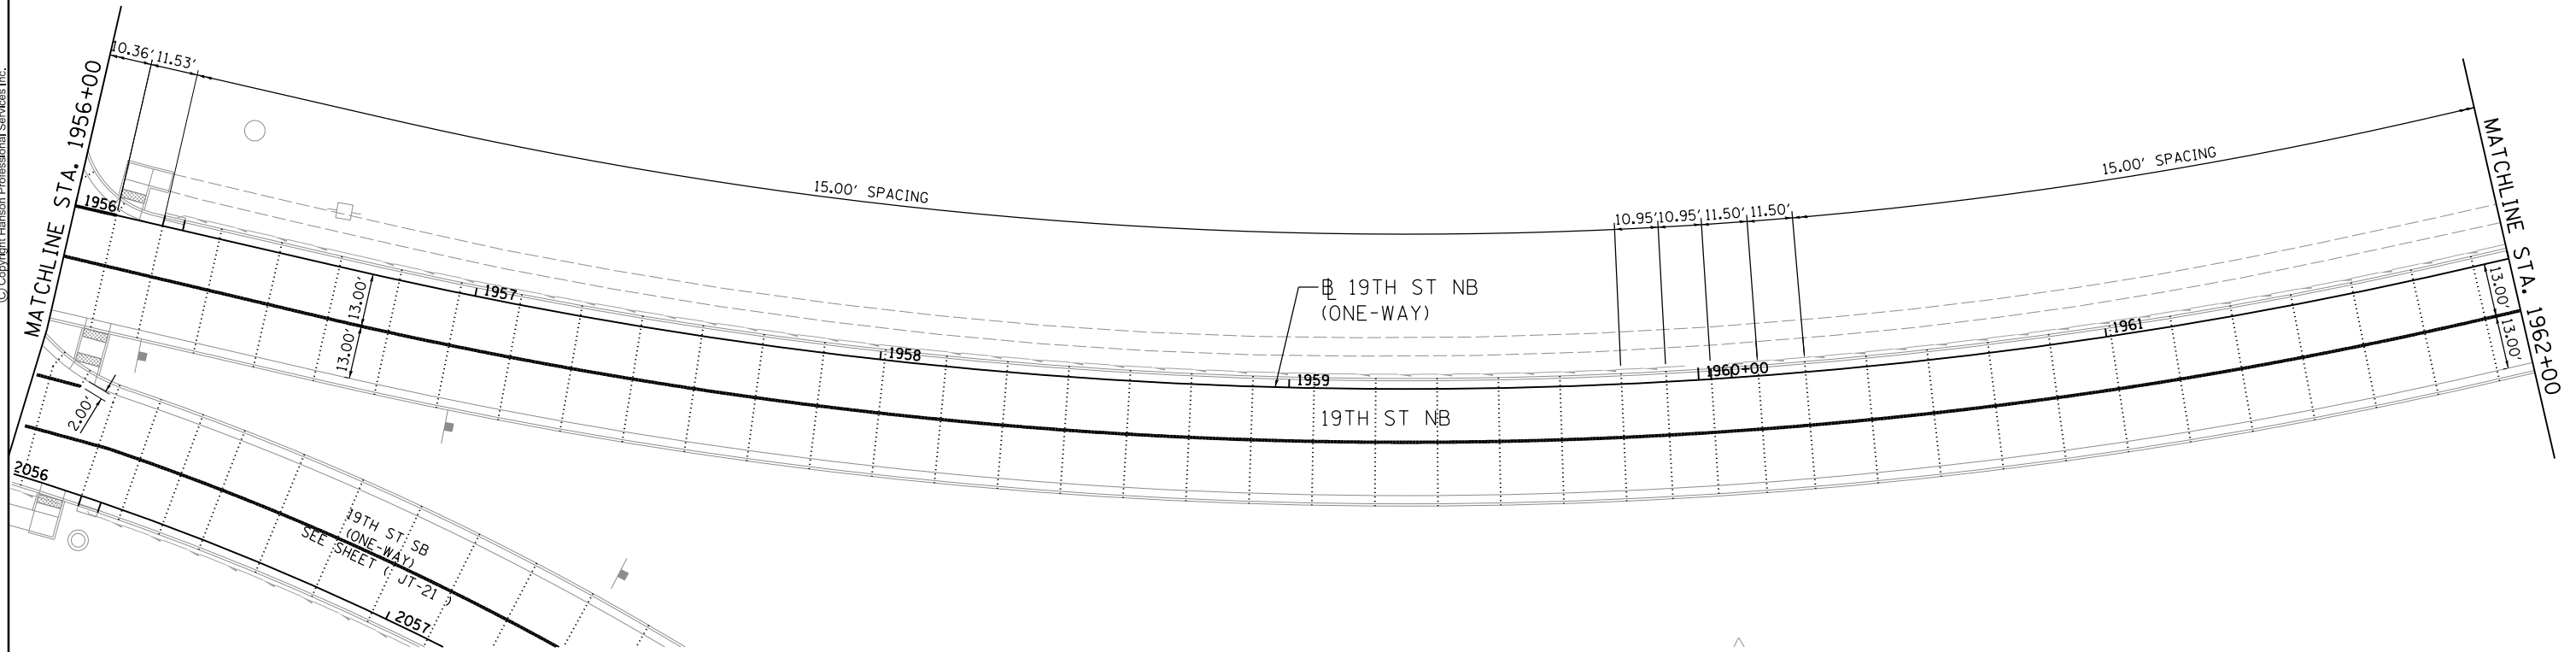 © Copyright Hanson Professional Services Inc.
MATCHLINE STA. 1956+00
10.36' 11.53'
15.00' SPACING
10.95' 10.95' 11.50' 11.50'
15.00' SPACING
MATCHLINE STA. 1962+00
1956
13.00'
13.00'
1957
1958
BL 19TH ST NB
(ONE-WAY)
1959
1960+00
1961
13.00'
13.00'
19TH ST NB
2.00'
2056
19TH ST SB
(ONE-WAY)
SEE SHEET ( JT-21 )
2057